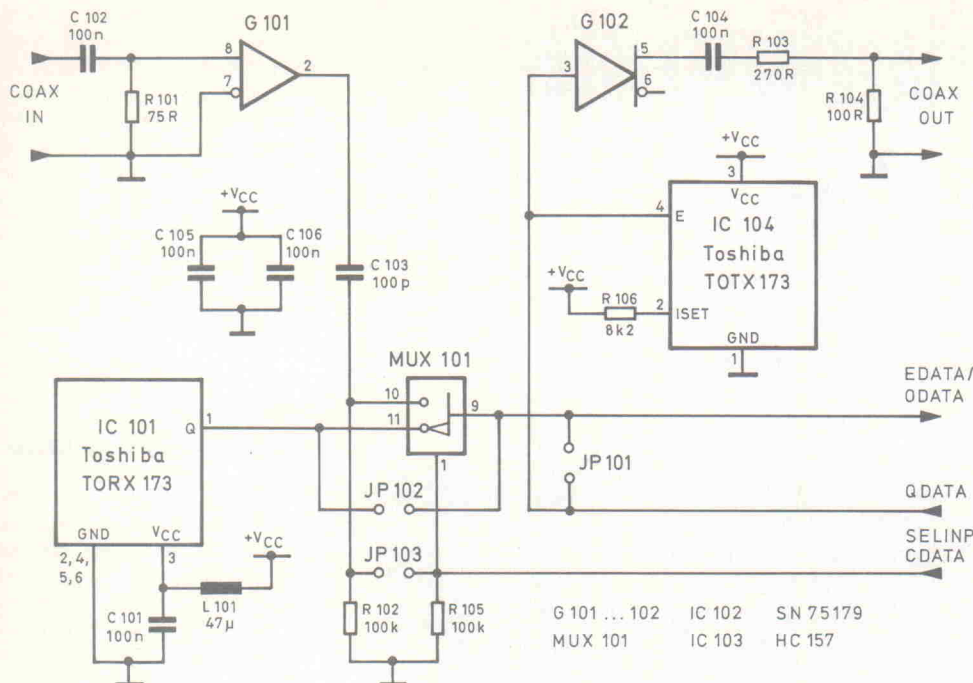 C 102
100n
G 101
8
7
2
COAX
IN
R 101
75 R
G 102
3
5
6
C 104
100n
R 103
270R
R 104
100R
COAX
OUT
+VCC
C 105
100n
C 106
100n
C 103
100p
+VCC
3
VCC
4
E
IC 104
Toshiba
TOTX173
+VCC
R 106
8k2
2
ISET
GND
1
MUX 101
10
11
9
1
EDATA/
ODATA
IC 101
Toshiba
TORX 173
Q
1
GND
VCC
2, 4,
5, 6
3
JP 101
JP 102
JP 103
QDATA
SELINP
CDATA
+VCC
L 101
47µ
C 101
100n
R 102
100k
R 105
100k
G 101 ... 102 IC 102 SN 75179
MUX 101 IC 103 HC 157